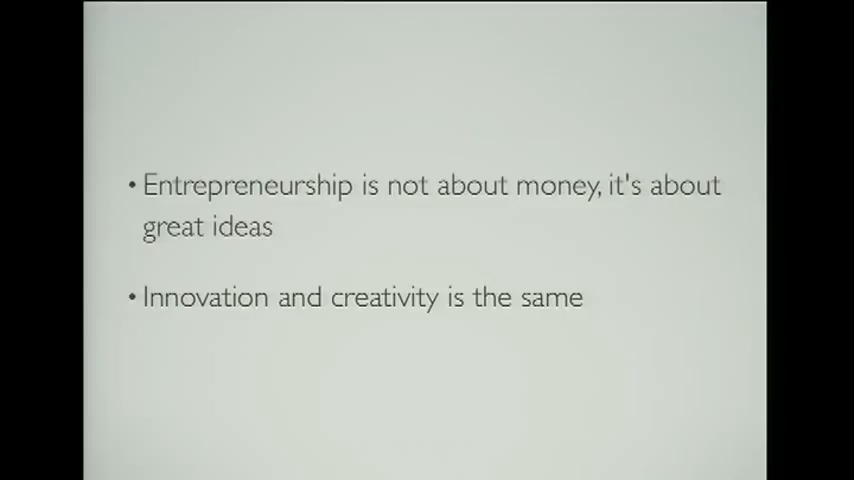 • Entrepreneurship is not about money, it's about
great ideas
• Innovation and creativity is the same